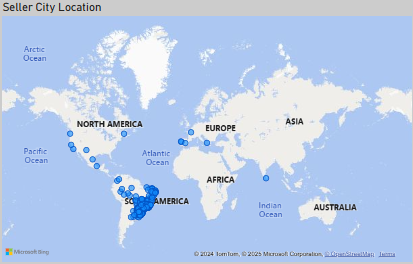 Seller City Location
Arctic
Ocean
NORTH AMERICA
EUROPE
ASIA
Pacific
Ocean
Atlantic
Ocean
AFRICA
SOUTH AMERICA
Indian
Ocean
AUSTRALIA
Microsoft Bing
© 2024 TomTom, © 2025 Microsoft Corporation, © OpenStreetMap Terms